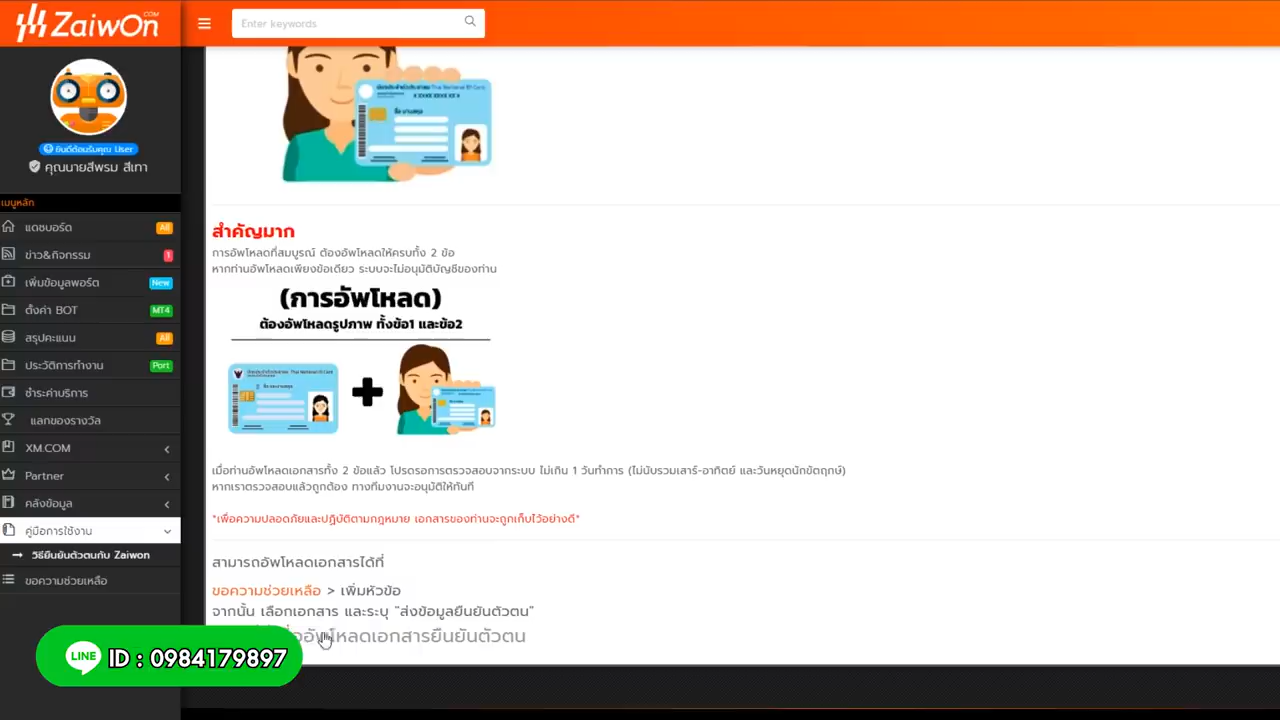 ZaiwOn.COM
Enter keywords
ยินดีต้อนรับคุณ User
คุณนายสีพรม สีเทา
เมนูหลัก
แดชบอร์ด All
ข่าว&กิจกรรม 1
เพิ่มข้อมูลพอร์ต New
ตั้งค่า BOT MT4
สรุปคะแนน All
ประวัติการทำงาน Port
ชำระค่าบริการ
แลกของรางวัล
XM.COM
Partner
คลังข้อมูล
คู่มือการใช้งาน
วิธียืนยันตัวตนกับ Zaiwon
ขอความช่วยเหลือ
Thai National ID Card
สำคัญมาก
การอัพโหลดที่สมบูรณ์ ต้องอัพโหลดให้ครบทั้ง 2 ข้อ
หากท่านอัพโหลดเพียงข้อเดียว ระบบจะไม่อนุมัติบัญชีของท่าน
(การอัพโหลด)
ต้องอัพโหลดรูปภาพ ทั้งข้อ1 และข้อ2
เมื่อท่านอัพโหลดเอกสารทั้ง 2 ข้อแล้ว โปรดรอการตรวจสอบจากระบบ ไม่เกิน 1 วันทำการ (ไม่นับรวมเสาร์-อาทิตย์ และวันหยุดนักขัตฤกษ์)
หากเราตรวจสอบแล้วถูกต้อง ทางทีมงานจะอนุมัติให้ทันที
*เพื่อความปลอดภัยและปฏิบัติตามกฎหมาย เอกสารของท่านจะถูกเก็บไว้อย่างดี*
สามารถอัพโหลดเอกสารได้ที่
ขอความช่วยเหลือ > เพิ่มหัวข้อ
จากนั้น เลือกเอกสาร และระบุ "ส่งข้อมูลยืนยันตัวตน"
อัพโหลดเอกสารยืนยันตัวตน
LINE ID : 0984179897